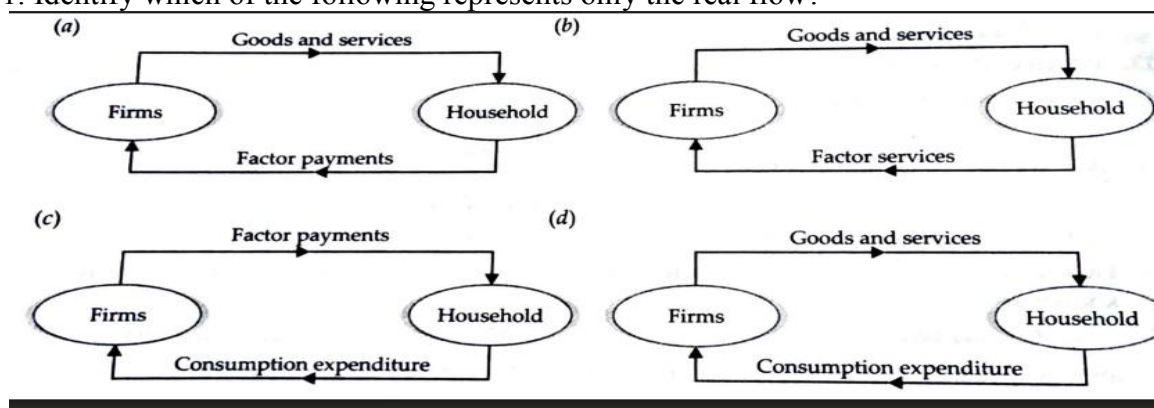 1. Identify which of the following represents only the real flow?
(a)
Goods and services
Firms
Household
Factor payments
(b)
Goods and services
Firms
Household
Factor services
(c)
Factor payments
Firms
Household
Consumption expenditure
(d)
Goods and services
Firms
Household
Consumption expenditure